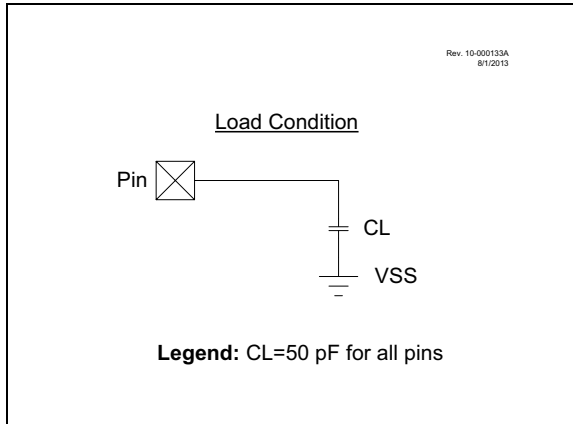 Rev. 10-000133A
8/1/2013
Load Condition
Pin
CL
VSS
Legend: CL=50 pF for all pins